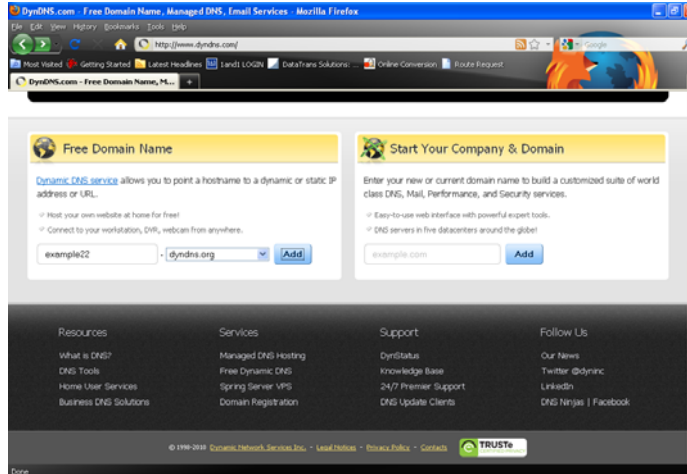 DynDNS.com - Free Domain Name, Managed DNS, Email Services - Mozilla Firefox
File Edit View History Bookmarks Tools Help
http://www.dyndns.com/
Google
Most Visited Getting Started Latest Headlines 1and1 LOGIN DataTrans Solutions: ... Online Conversion Route Request
DynDNS.com - Free Domain Name, M...
Free Domain Name
Dynamic DNS service allows you to point a hostname to a dynamic or static IP
address or URL.
Host your own website at home for free!
Connect to your workstation, DVR, webcam from anywhere.
example22 . dyndns.org Add
Start Your Company & Domain
Enter your new or current domain name to build a customized suite of world
class DNS, Mail, Performance, and Security services.
Easy-to-use web interface with powerful expert tools.
DNS servers in five datacenters around the globe!
example.com Add
Resources
What is DNS?
DNS Tools
Home User Services
Business DNS Solutions
Services
Managed DNS Hosting
Free Dynamic DNS
Spring Server VPS
Domain Registration
Support
DynStatus
Knowledge Base
24/7 Premier Support
DNS Update Clients
Follow Us
Our News
Twitter @dyninc
LinkedIn
DNS Ninjas | Facebook
© 1998-2010 Dynamic Network Services Inc. - Legal Notices - Privacy Policy - Contacts
TRUSTe
Done